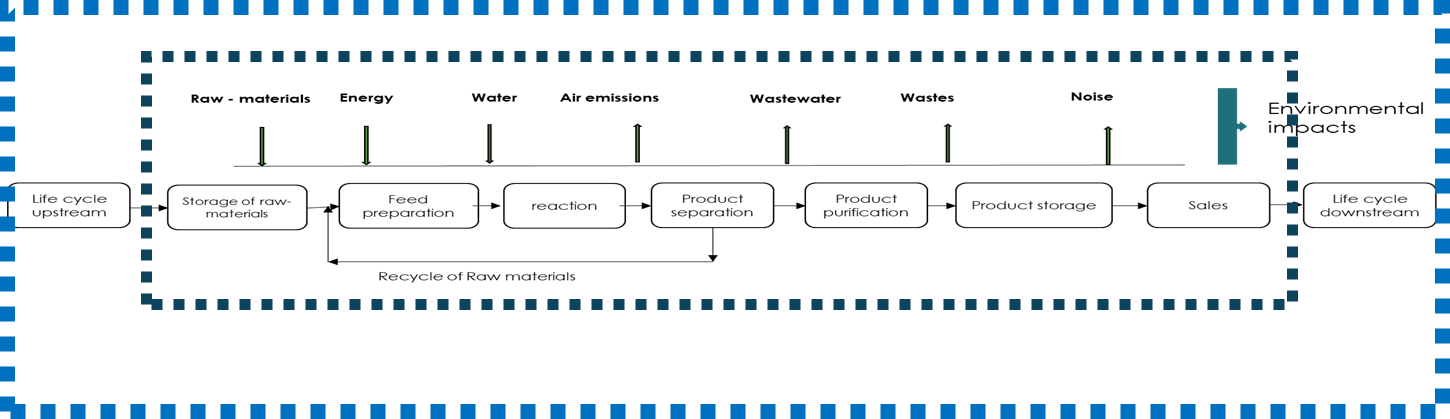 Raw - materials Energy Water Air emissions Wastewater Wastes Noise
Environmental
impacts
Life cycle
upstream
Storage of raw-
materials
Feed
preparation
reaction
Product
separation
Product
purification
Product storage
Sales
Life cycle
downstream
Recycle of Raw materials